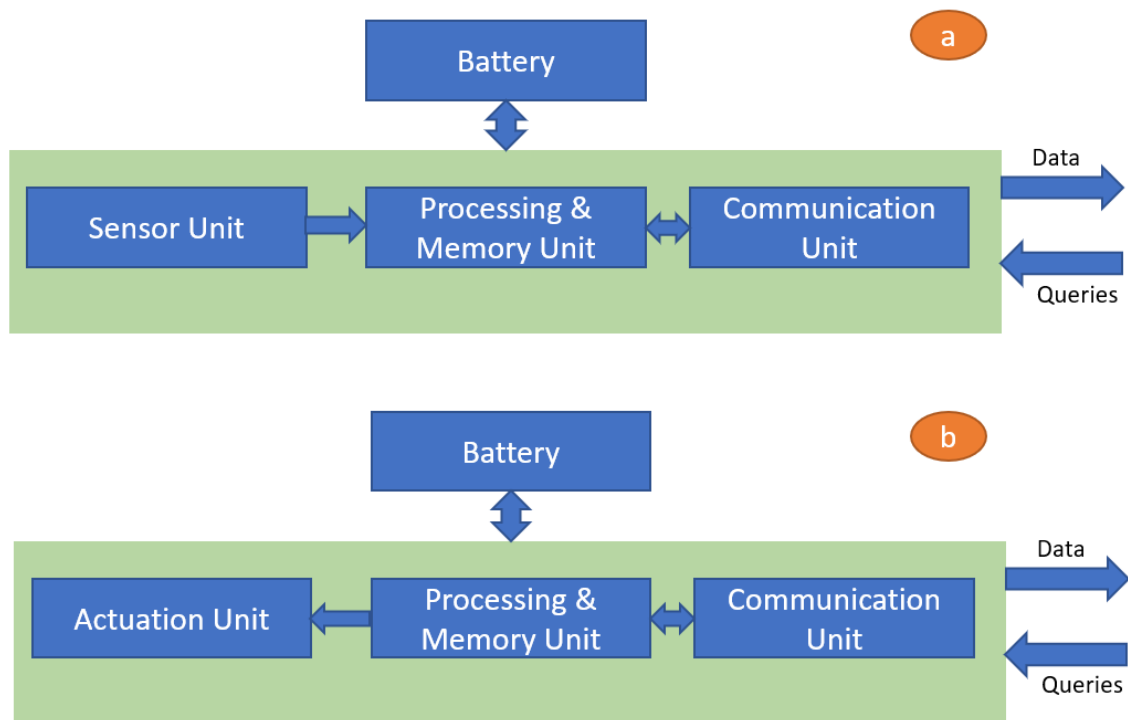 a
Battery
Data
Sensor Unit
Processing &
Memory Unit
Communication
Unit
Queries
b
Battery
Data
Actuation Unit
Processing &
Memory Unit
Communication
Unit
Queries